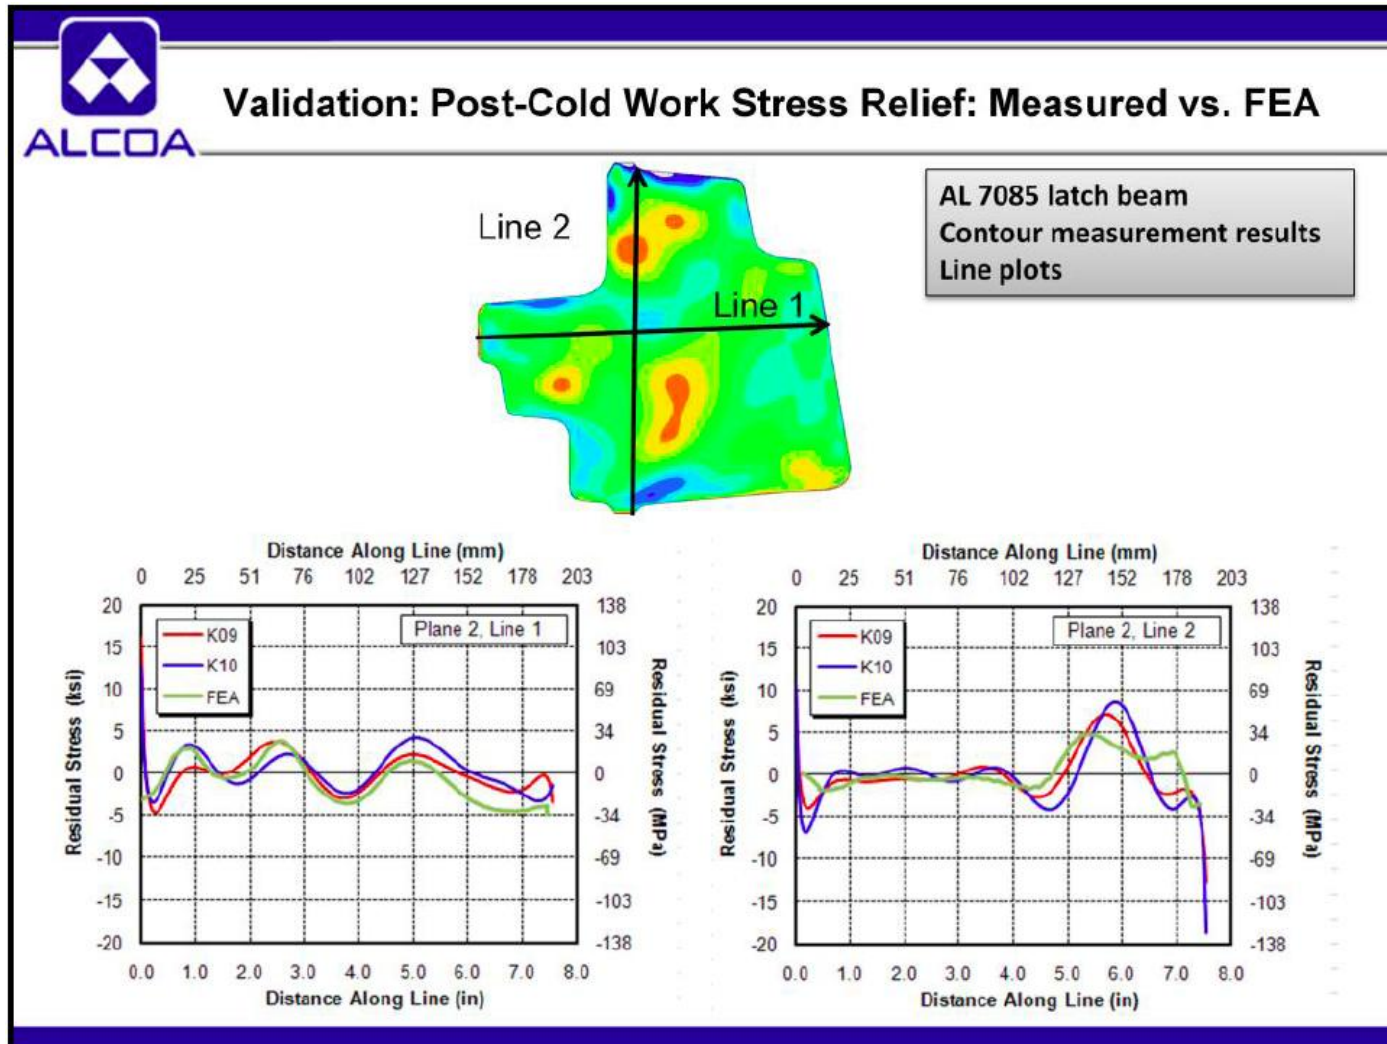 ALCOA
Validation: Post-Cold Work Stress Relief: Measured vs. FEA
AL 7085 latch beam
Contour measurement results
Line plots
Line 2
Line 1
Distance Along Line (mm)
0 25 51 76 102 127 152 178 203
Plane 2, Line 1
K09
K10
FEA
Residual Stress (ksi)
20
15
10
5
0
-5
-10
-15
-20
Residual Stress (MPa)
138
103
69
34
0
-34
-69
-103
-138
0.0 1.0 2.0 3.0 4.0 5.0 6.0 7.0 8.0
Distance Along Line (in)
Distance Along Line (mm)
0 25 51 76 102 127 152 178 203
Plane 2, Line 2
K09
K10
FEA
Residual Stress (ksi)
20
15
10
5
0
-5
-10
-15
-20
Residual Stress (MPa)
138
103
69
34
0
-34
-69
-103
-138
0.0 1.0 2.0 3.0 4.0 5.0 6.0 7.0 8.0
Distance Along Line (in)